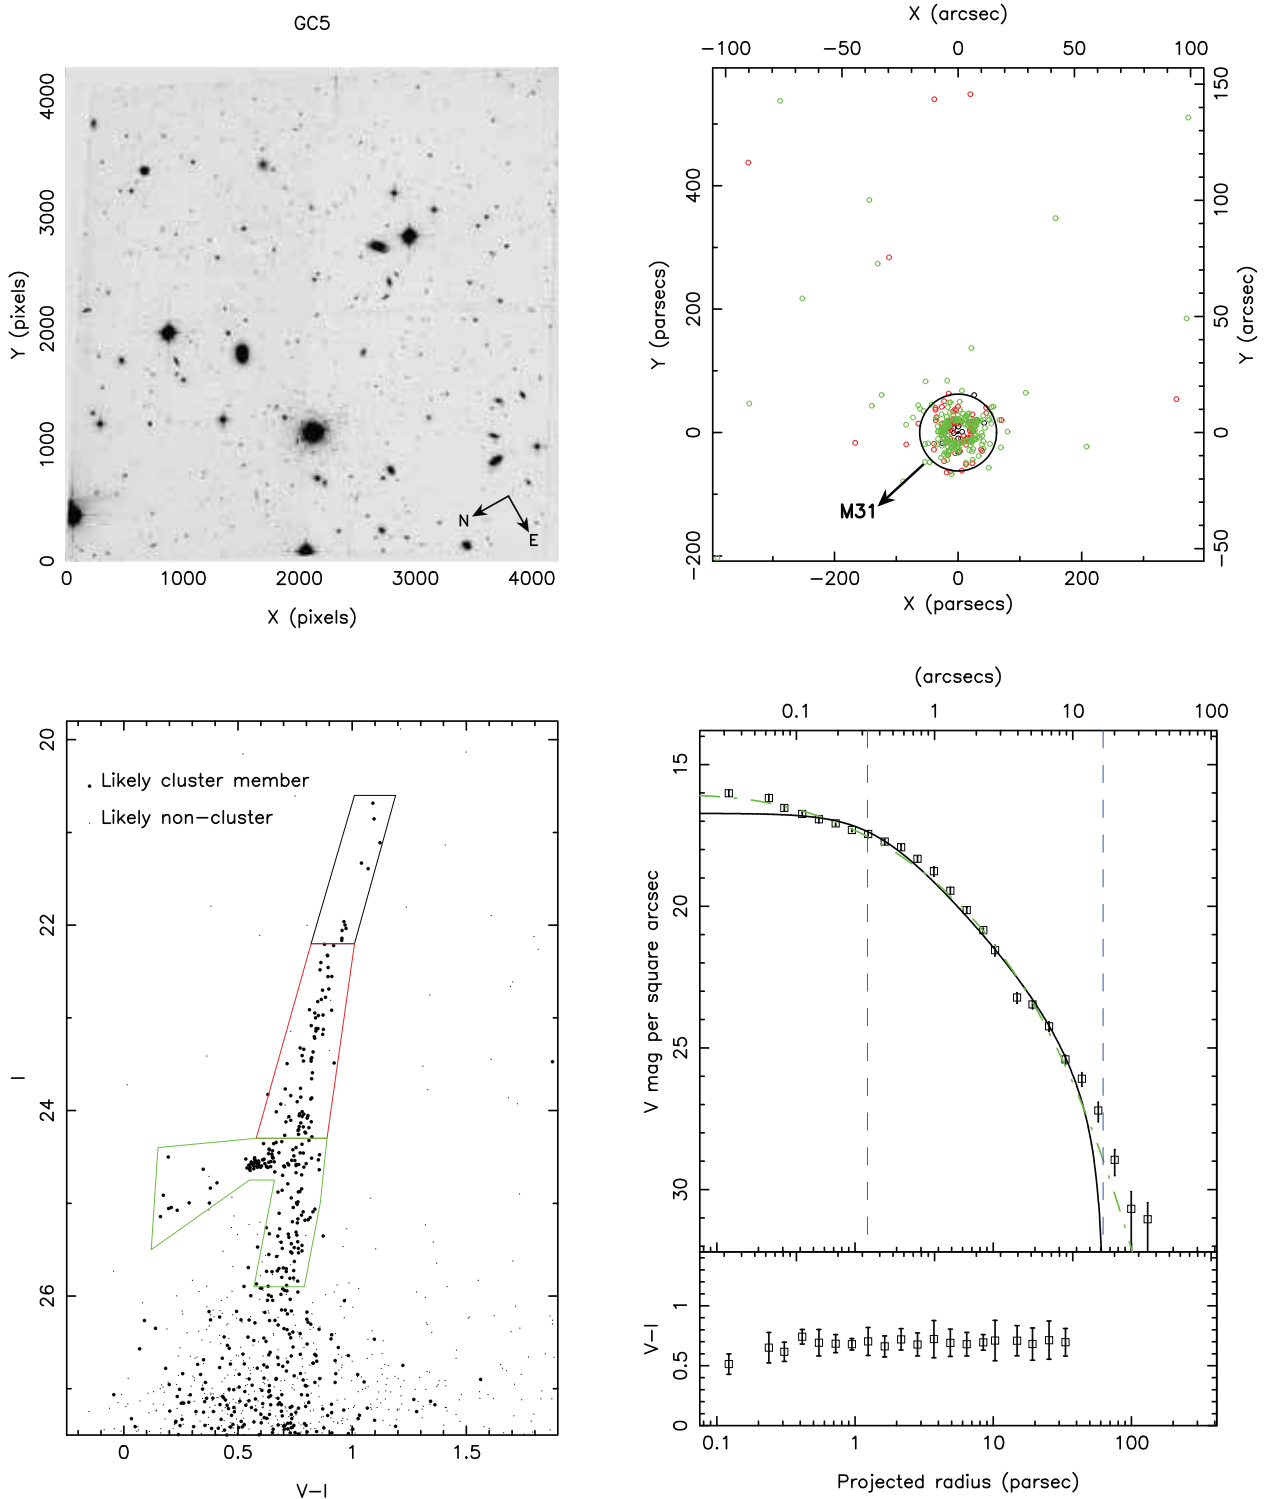 GC5
4000
3000
2000
1000
0
Y (pixels)
N
E
0 1000 2000 3000 4000
X (pixels)
X (arcsec)
−100 −50 0 50 100
400
200
0
−200
Y (parsecs)
150
100
50
0
−50
Y (arcsec)
M31
−200 0 200
X (parsecs)
20
22
24
26
I
Likely cluster member
Likely non−cluster
0 0.5 1 1.5
V−I
(arcsecs)
0.1 1 10 100
15
20
25
30
V mag per square arcsec
1
0.5
0
V−I
0.1 1 10 100
Projected radius (parsec)